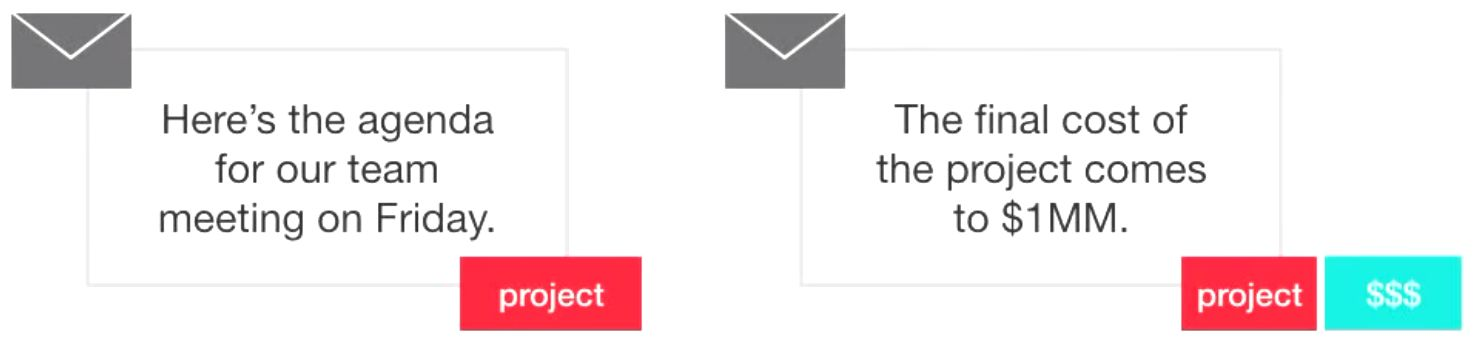 Here’s the agenda
for our team
meeting on Friday.
project
The final cost of
the project comes
to $1MM.
project
$$$